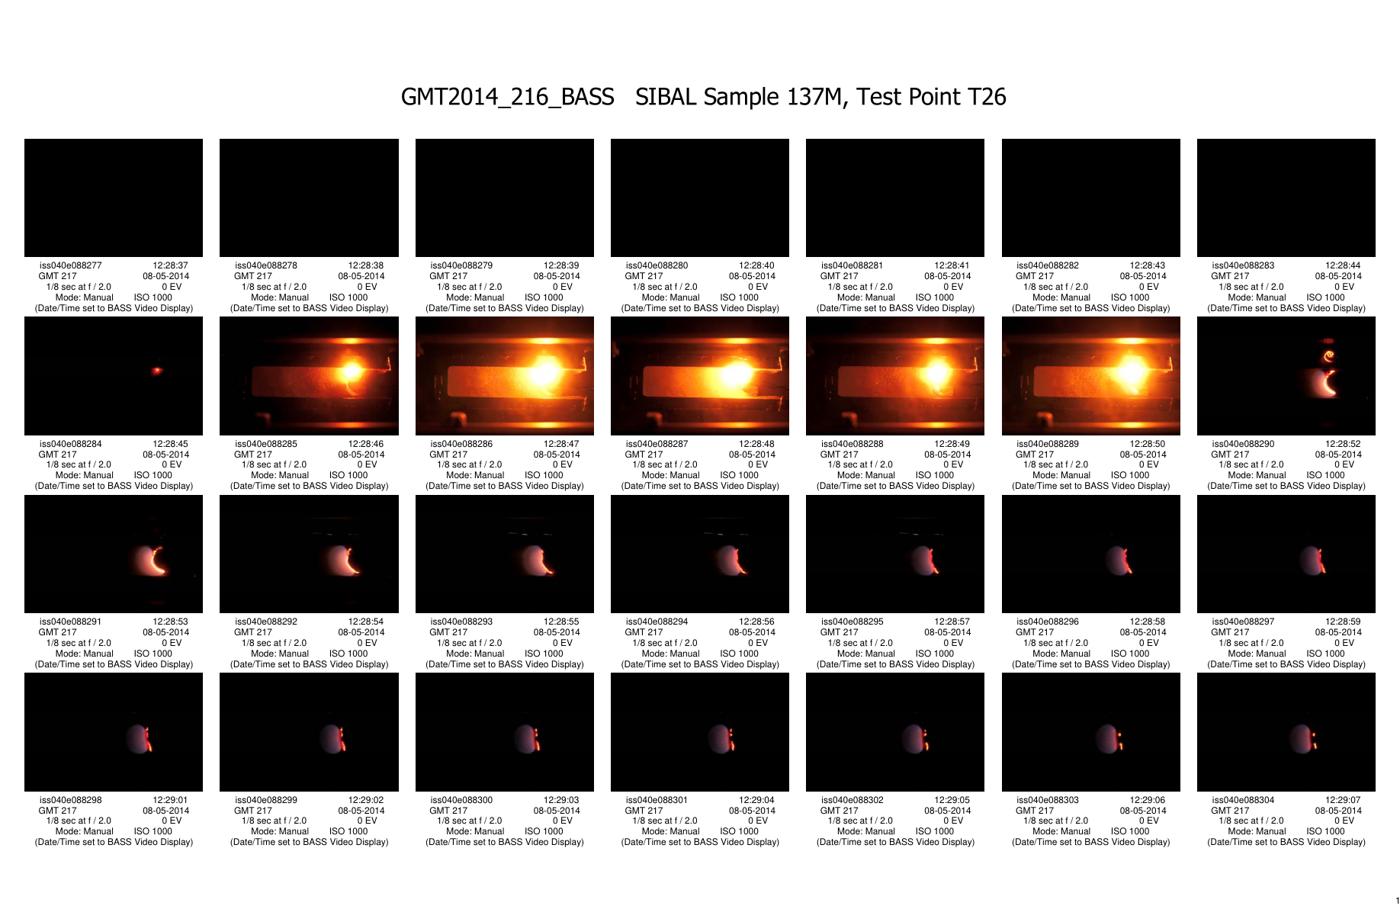 GMT2014_216_BASS SIBAL Sample 137M, Test Point T26
iss040e088277 12:28:37
GMT 217 08-05-2014
1/8 sec at f / 2.0 0 EV
Mode: Manual ISO 1000
(Date/Time set to BASS Video Display)
iss040e088278 12:28:38
GMT 217 08-05-2014
1/8 sec at f / 2.0 0 EV
Mode: Manual ISO 1000
(Date/Time set to BASS Video Display)
iss040e088279 12:28:39
GMT 217 08-05-2014
1/8 sec at f / 2.0 0 EV
Mode: Manual ISO 1000
(Date/Time set to BASS Video Display)
iss040e088280 12:28:40
GMT 217 08-05-2014
1/8 sec at f / 2.0 0 EV
Mode: Manual ISO 1000
(Date/Time set to BASS Video Display)
iss040e088281 12:28:41
GMT 217 08-05-2014
1/8 sec at f / 2.0 0 EV
Mode: Manual ISO 1000
(Date/Time set to BASS Video Display)
iss040e088282 12:28:43
GMT 217 08-05-2014
1/8 sec at f / 2.0 0 EV
Mode: Manual ISO 1000
(Date/Time set to BASS Video Display)
iss040e088283 12:28:44
GMT 217 08-05-2014
1/8 sec at f / 2.0 0 EV
Mode: Manual ISO 1000
(Date/Time set to BASS Video Display)
iss040e088284 12:28:45
GMT 217 08-05-2014
1/8 sec at f / 2.0 0 EV
Mode: Manual ISO 1000
(Date/Time set to BASS Video Display)
iss040e088285 12:28:46
GMT 217 08-05-2014
1/8 sec at f / 2.0 0 EV
Mode: Manual ISO 1000
(Date/Time set to BASS Video Display)
iss040e088286 12:28:47
GMT 217 08-05-2014
1/8 sec at f / 2.0 0 EV
Mode: Manual ISO 1000
(Date/Time set to BASS Video Display)
iss040e088287 12:28:48
GMT 217 08-05-2014
1/8 sec at f / 2.0 0 EV
Mode: Manual ISO 1000
(Date/Time set to BASS Video Display)
iss040e088288 12:28:49
GMT 217 08-05-2014
1/8 sec at f / 2.0 0 EV
Mode: Manual ISO 1000
(Date/Time set to BASS Video Display)
iss040e088289 12:28:50
GMT 217 08-05-2014
1/8 sec at f / 2.0 0 EV
Mode: Manual ISO 1000
(Date/Time set to BASS Video Display)
iss040e088290 12:28:52
GMT 217 08-05-2014
1/8 sec at f / 2.0 0 EV
Mode: Manual ISO 1000
(Date/Time set to BASS Video Display)
iss040e088291 12:28:53
GMT 217 08-05-2014
1/8 sec at f / 2.0 0 EV
Mode: Manual ISO 1000
(Date/Time set to BASS Video Display)
iss040e088292 12:28:54
GMT 217 08-05-2014
1/8 sec at f / 2.0 0 EV
Mode: Manual ISO 1000
(Date/Time set to BASS Video Display)
iss040e088293 12:28:55
GMT 217 08-05-2014
1/8 sec at f / 2.0 0 EV
Mode: Manual ISO 1000
(Date/Time set to BASS Video Display)
iss040e088294 12:28:56
GMT 217 08-05-2014
1/8 sec at f / 2.0 0 EV
Mode: Manual ISO 1000
(Date/Time set to BASS Video Display)
iss040e088295 12:28:57
GMT 217 08-05-2014
1/8 sec at f / 2.0 0 EV
Mode: Manual ISO 1000
(Date/Time set to BASS Video Display)
iss040e088296 12:28:58
GMT 217 08-05-2014
1/8 sec at f / 2.0 0 EV
Mode: Manual ISO 1000
(Date/Time set to BASS Video Display)
iss040e088297 12:28:59
GMT 217 08-05-2014
1/8 sec at f / 2.0 0 EV
Mode: Manual ISO 1000
(Date/Time set to BASS Video Display)
iss040e088298 12:29:01
GMT 217 08-05-2014
1/8 sec at f / 2.0 0 EV
Mode: Manual ISO 1000
(Date/Time set to BASS Video Display)
iss040e088299 12:29:02
GMT 217 08-05-2014
1/8 sec at f / 2.0 0 EV
Mode: Manual ISO 1000
(Date/Time set to BASS Video Display)
iss040e088300 12:29:03
GMT 217 08-05-2014
1/8 sec at f / 2.0 0 EV
Mode: Manual ISO 1000
(Date/Time set to BASS Video Display)
iss040e088301 12:29:04
GMT 217 08-05-2014
1/8 sec at f / 2.0 0 EV
Mode: Manual ISO 1000
(Date/Time set to BASS Video Display)
iss040e088302 12:29:05
GMT 217 08-05-2014
1/8 sec at f / 2.0 0 EV
Mode: Manual ISO 1000
(Date/Time set to BASS Video Display)
iss040e088303 12:29:06
GMT 217 08-05-2014
1/8 sec at f / 2.0 0 EV
Mode: Manual ISO 1000
(Date/Time set to BASS Video Display)
iss040e088304 12:29:07
GMT 217 08-05-2014
1/8 sec at f / 2.0 0 EV
Mode: Manual ISO 1000
(Date/Time set to BASS Video Display)